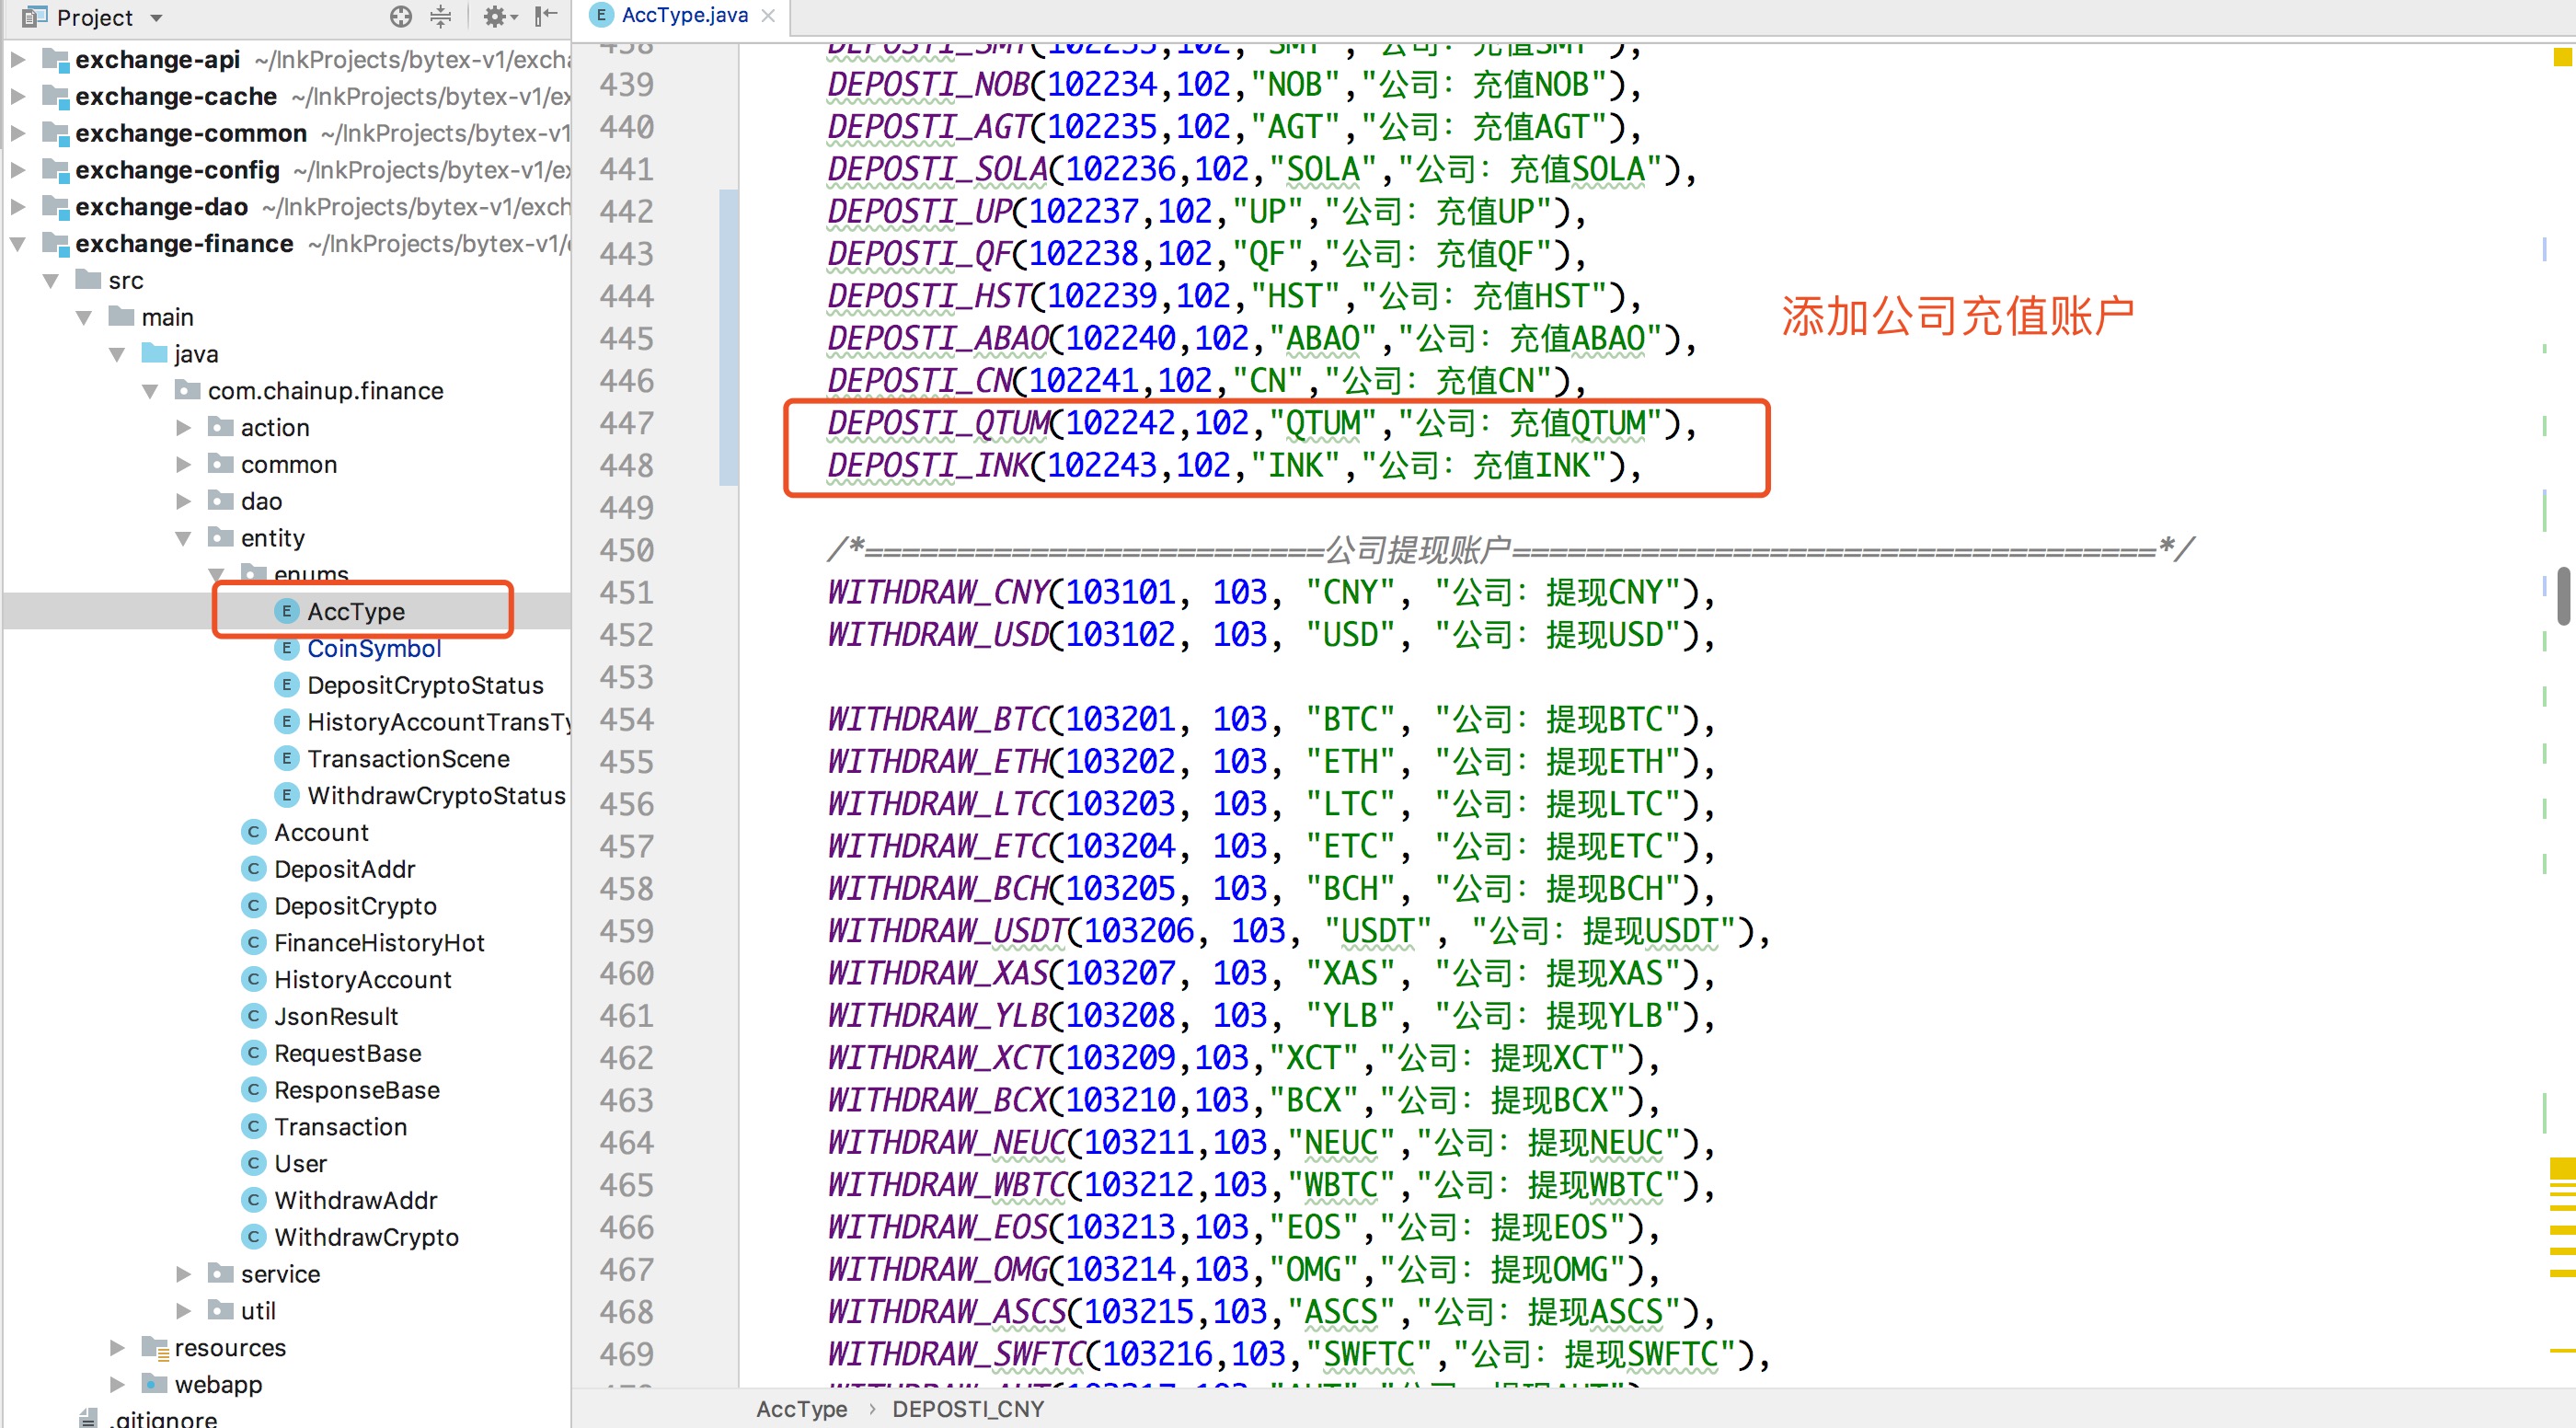 Project
exchange-api ~/InkProjects/bytex-v1/excha
exchange-cache ~/InkProjects/bytex-v1/ex
exchange-common ~/InkProjects/bytex-v1
exchange-config ~/InkProjects/bytex-v1/ex
exchange-dao ~/InkProjects/bytex-v1/exch
exchange-finance ~/InkProjects/bytex-v1/
src
main
java
com.chainup.finance
action
common
dao
entity
enums
AccType
CoinSymbol
DepositCryptoStatus
HistoryAccountTransTy
TransactionScene
WithdrawCryptoStatus
Account
DepositAddr
DepositCrypto
FinanceHistoryHot
HistoryAccount
JsonResult
RequestBase
ResponseBase
Transaction
User
WithdrawAddr
WithdrawCrypto
service
util
resources
webapp
.gitignore
AccType.java
438 DEPOSTI_SMT(102233,102,"SMT","公司：充值SMT"),
439 DEPOSTI_NOB(102234,102,"NOB","公司：充值NOB"),
440 DEPOSTI_AGT(102235,102,"AGT","公司：充值AGT"),
441 DEPOSTI_SOLA(102236,102,"SOLA","公司：充值SOLA"),
442 DEPOSTI_UP(102237,102,"UP","公司：充值UP"),
443 DEPOSTI_QF(102238,102,"QF","公司：充值QF"),
444 DEPOSTI_HST(102239,102,"HST","公司：充值HST"),
添加公司充值账户
445 DEPOSTI_ABAO(102240,102,"ABAO","公司：充值ABAO"),
446 DEPOSTI_CN(102241,102,"CN","公司：充值CN"),
447 DEPOSTI_QTUM(102242,102,"QTUM","公司：充值QTUM"),
448 DEPOSTI_INK(102243,102,"INK","公司：充值INK"),
449
450 /*=========================公司提现账户===================================*/
451 WITHDRAW_CNY(103101, 103, "CNY", "公司：提现CNY"),
452 WITHDRAW_USD(103102, 103, "USD", "公司：提现USD"),
453
454 WITHDRAW_BTC(103201, 103, "BTC", "公司：提现BTC"),
455 WITHDRAW_ETH(103202, 103, "ETH", "公司：提现ETH"),
456 WITHDRAW_LTC(103203, 103, "LTC", "公司：提现LTC"),
457 WITHDRAW_ETC(103204, 103, "ETC", "公司：提现ETC"),
458 WITHDRAW_BCH(103205, 103, "BCH", "公司：提现BCH"),
459 WITHDRAW_USDT(103206, 103, "USDT", "公司：提现USDT"),
460 WITHDRAW_XAS(103207, 103, "XAS", "公司：提现XAS"),
461 WITHDRAW_YLB(103208, 103, "YLB", "公司：提现YLB"),
462 WITHDRAW_XCT(103209,103,"XCT","公司：提现XCT"),
463 WITHDRAW_BCX(103210,103,"BCX","公司：提现BCX"),
464 WITHDRAW_NEUC(103211,103,"NEUC","公司：提现NEUC"),
465 WITHDRAW_WBTC(103212,103,"WBTC","公司：提现WBTC"),
466 WITHDRAW_EOS(103213,103,"EOS","公司：提现EOS"),
467 WITHDRAW_OMG(103214,103,"OMG","公司：提现OMG"),
468 WITHDRAW_ASCS(103215,103,"ASCS","公司：提现ASCS"),
469 WITHDRAW_SWFTC(103216,103,"SWFTC","公司：提现SWFTC"),
AccType › DEPOSTI_CNY